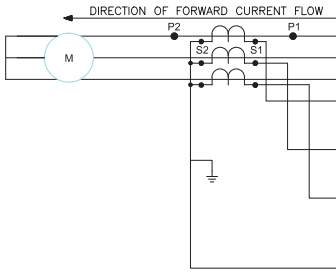 DIRECTION OF FORWARD CURRENT FLOW
P2 P1
S2 S1
M